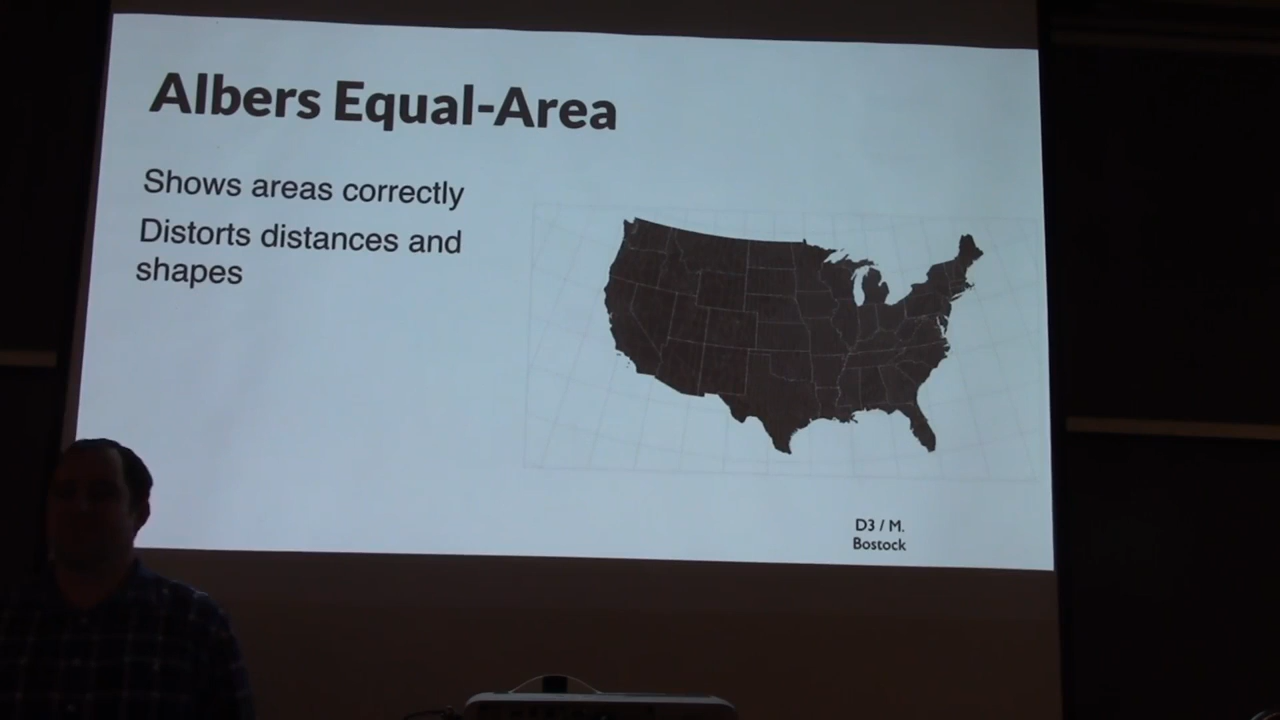 Albers Equal-Area
Shows areas correctly
Distorts distances and
shapes
D3 / M.
Bostock